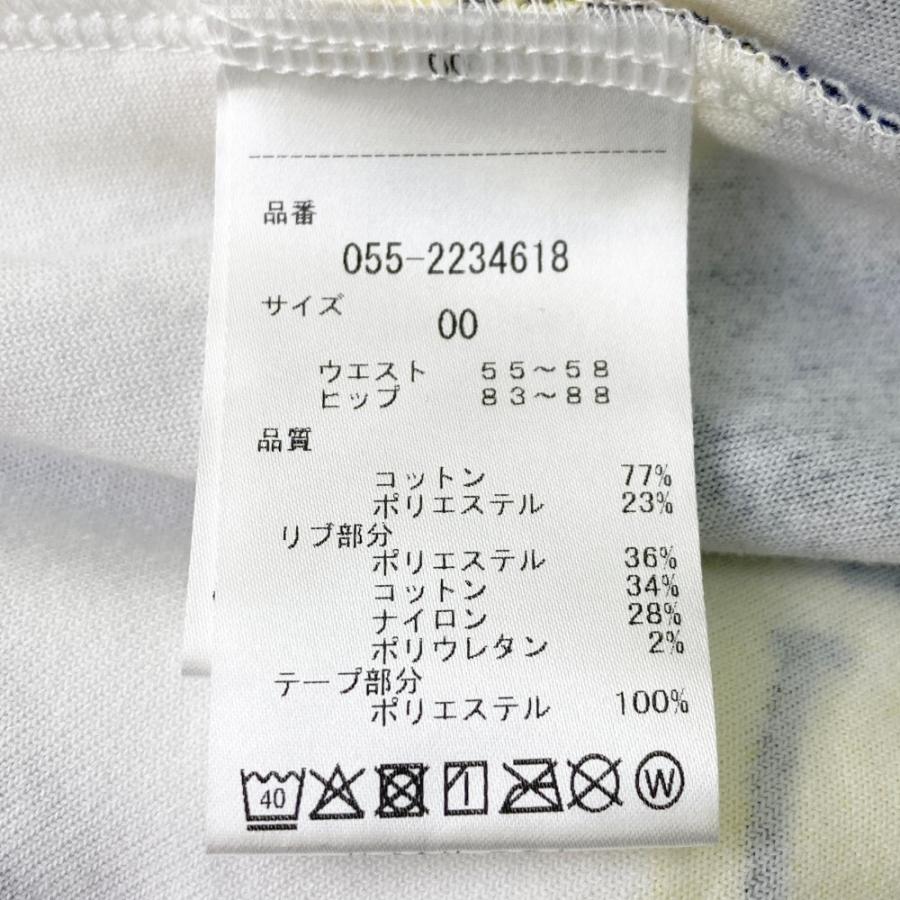 品番
055-2234618
サイズ
00
ウエスト 55～58
ヒップ 83～88
品質
コットン 77%
ポリエステル 23%
リブ部分
ポリエステル 36%
コットン 34%
ナイロン 28%
ポリウレタン 2%
テープ部分
ポリエステル 100%
40 W